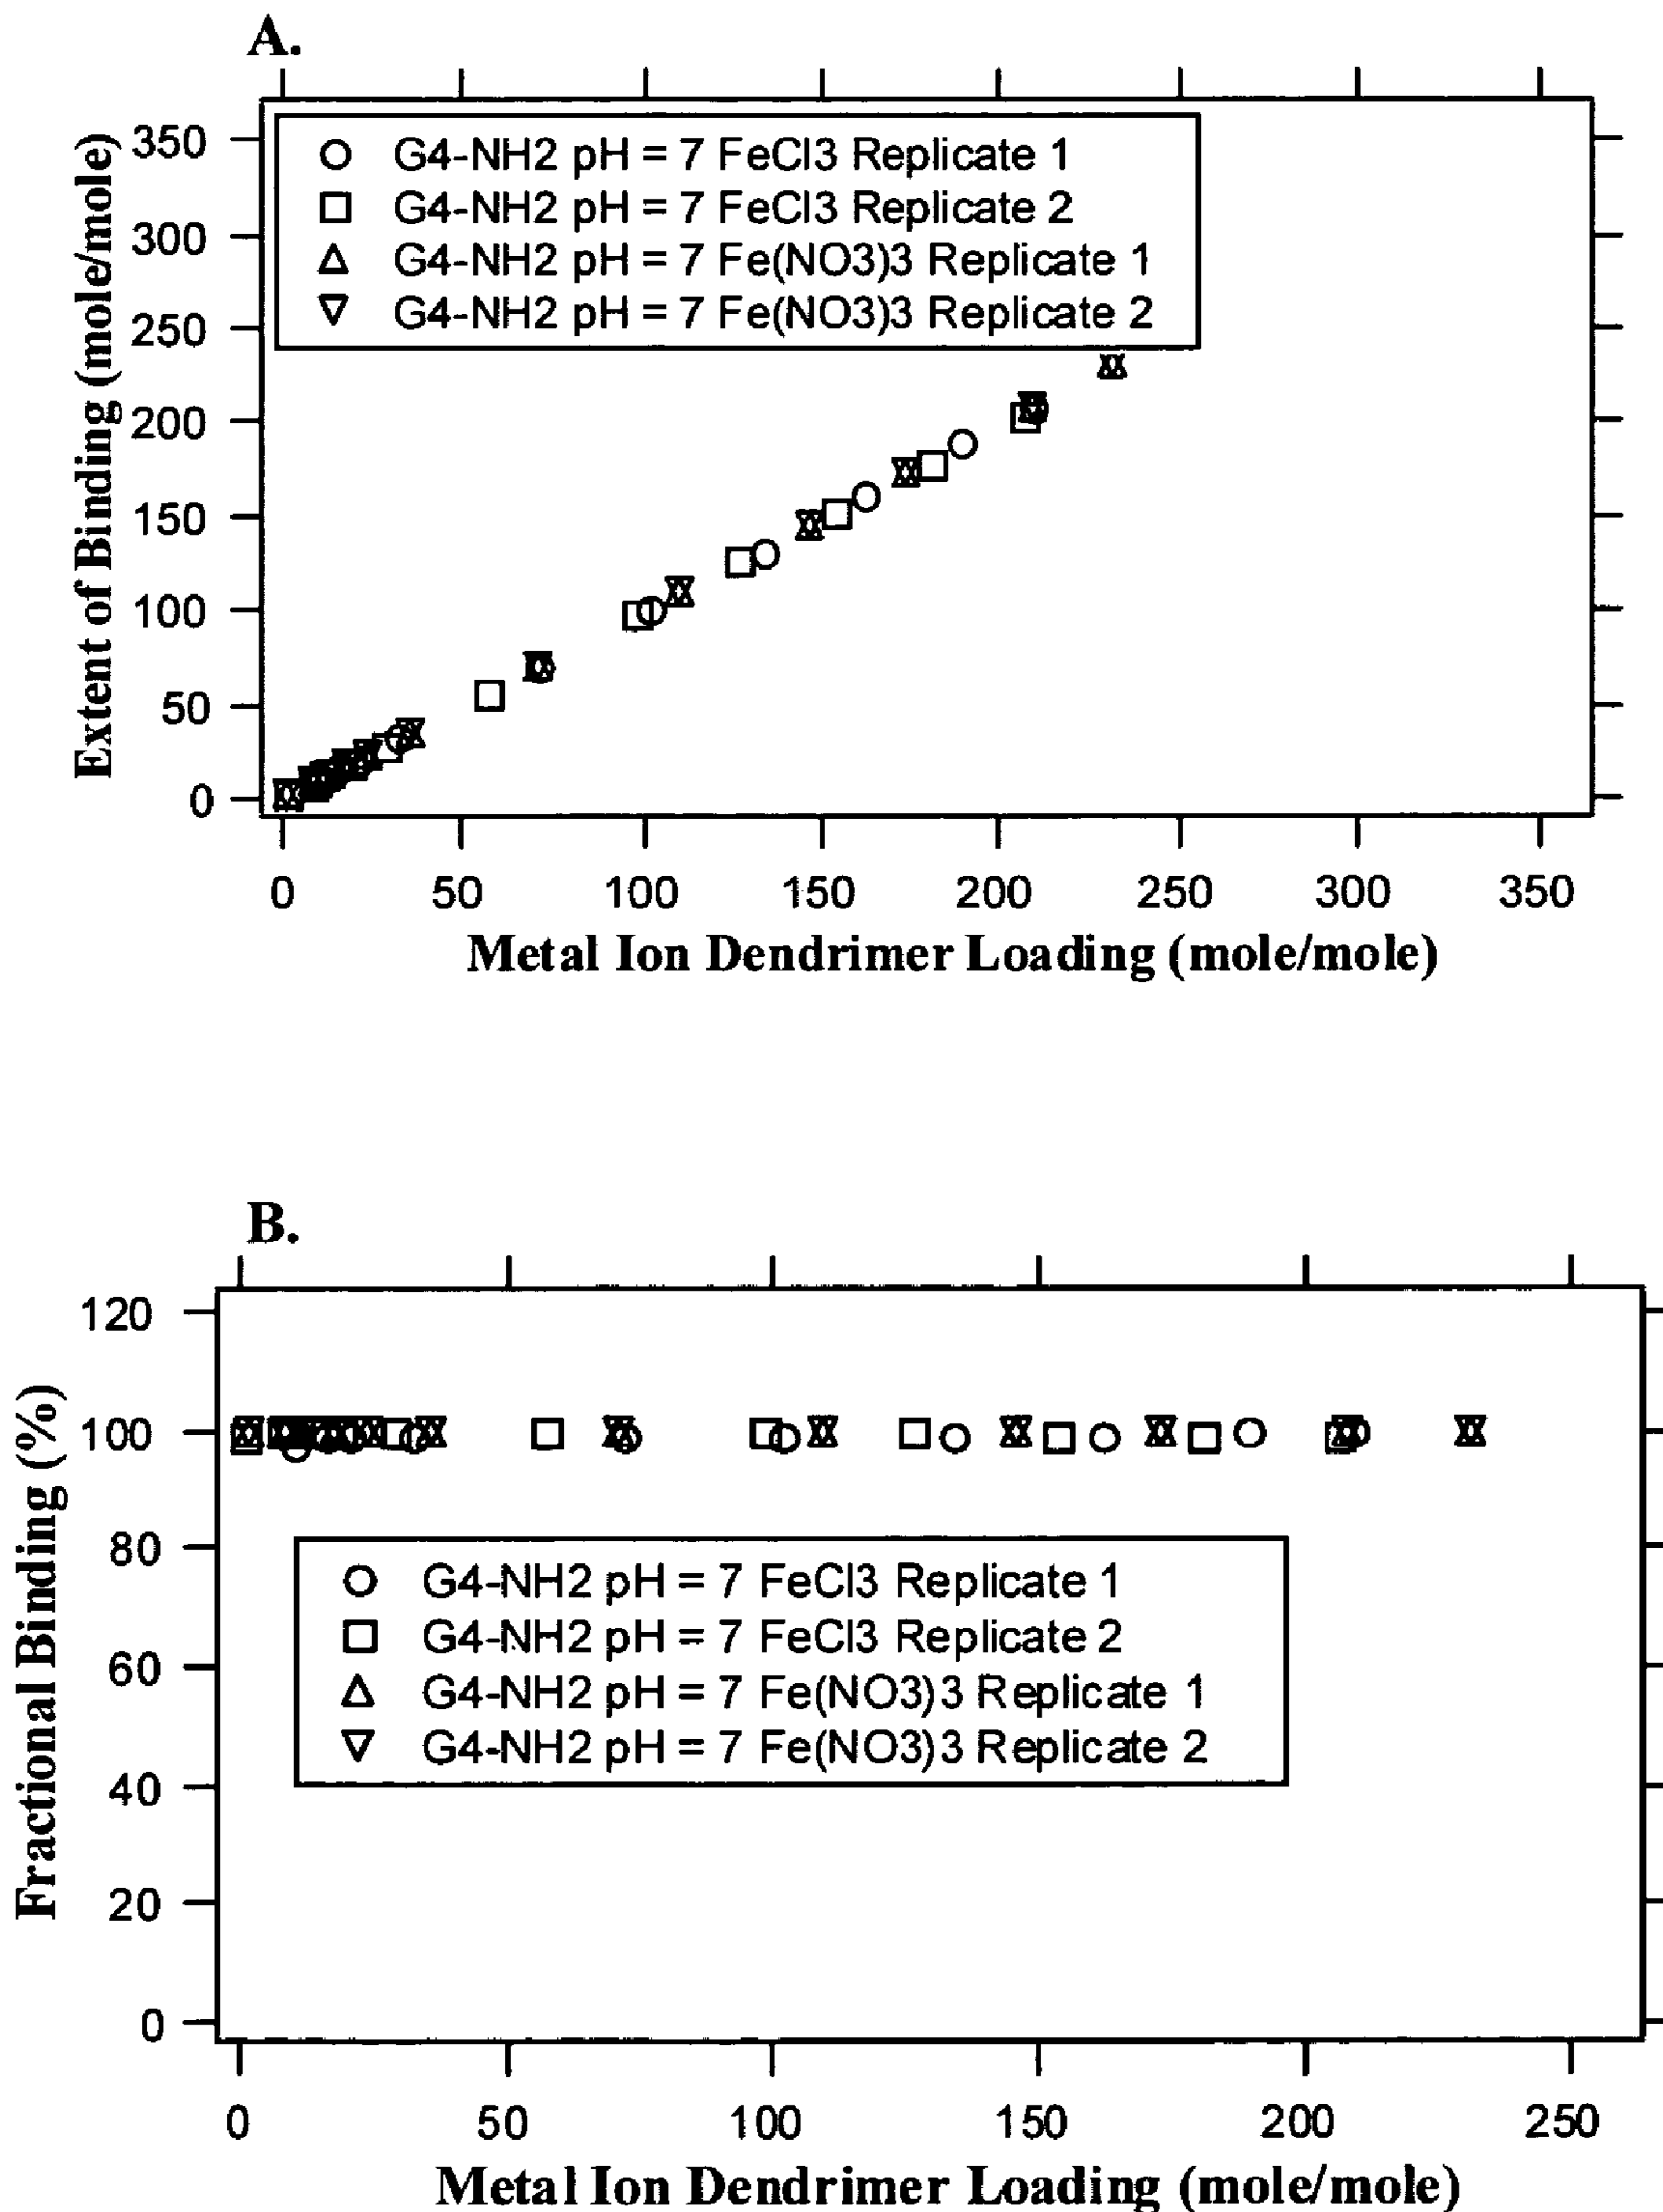 A.
G4-NH2 pH = 7 FeCl3 Replicate 1
G4-NH2 pH = 7 FeCl3 Replicate 2
G4-NH2 pH = 7 Fe(NO3)3 Replicate 1
G4-NH2 pH = 7 Fe(NO3)3 Replicate 2
Extent of Binding (mole/mole)
350
300
250
200
150
100
50
0
0 50 100 150 200 250 300 350
Metal Ion Dendrimer Loading (mole/mole)
B.
Fractional Binding (%)
120
100
80
60
40
20
0
G4-NH2 pH = 7 FeCl3 Replicate 1
G4-NH2 pH = 7 FeCl3 Replicate 2
G4-NH2 pH = 7 Fe(NO3)3 Replicate 1
G4-NH2 pH = 7 Fe(NO3)3 Replicate 2
0 50 100 150 200 250
Metal Ion Dendrimer Loading (mole/mole)